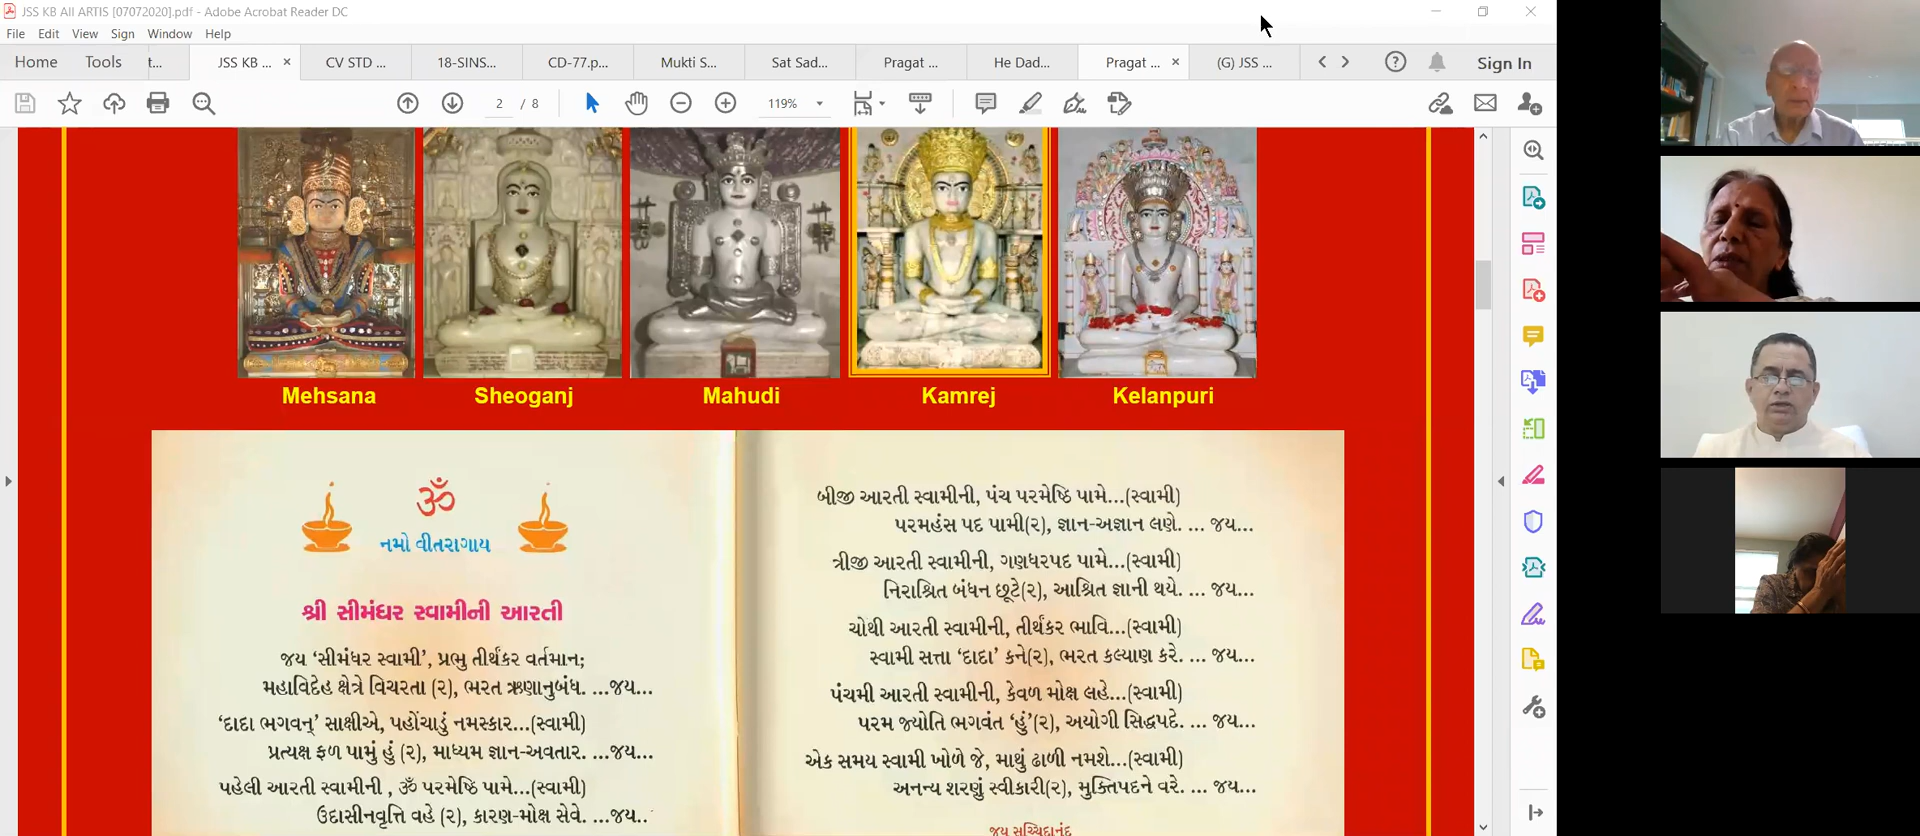 JSS KB All ARTIS [07072020].pdf - Adobe Acrobat Reader DC
File Edit View Sign Window Help
Home Tools t... JSS KB ... × CV STD ... 18-SINS... CD-77.p... Mukti S... Sat Sad... Pragat ... He Dad... Pragat ... × (G) JSS ... Sign In
2 / 8 119%
Mehsana Sheoganj Mahudi Kamrej Kelanpuri
ૐ
નમો વીતરાગાય
શ્રી સીમંધર સ્વામીની આરતી
જય ‘સીમંધર સ્વામી’, પ્રભુ તીર્થંકર વર્તમાન;
મહાવિદેહ ક્ષેત્રે વિચરતા (૨), ભરત ઋણાનુબંધ. ...જય...
‘દાદા ભગવન્’ સાક્ષીએ, પહોંચાડું નમસ્કાર...(સ્વામી)
પ્રત્યક્ષ ફળ પામું હું (૨), માધ્યમ જ્ઞાન-અવતાર. ...જય...
પહેલી આરતી સ્વામીની , ૐ પરમેષ્ઠિ પામે...(સ્વામી)
ઉદાસીનવૃત્તિ વહે (૨), કારણ-મોક્ષ સેવે. ...જય..
બીજી આરતી સ્વામીની, પંચ પરમેષ્ઠિ પામે...(સ્વામી)
પરમહંસ પદ પામી(૨), જ્ઞાન-અજ્ઞાન લણે. ... જય...
ત્રીજી આરતી સ્વામીની, ગણધરપદ પામે...(સ્વામી)
નિરાશ્રિત બંધન છૂટે(૨), આશ્રિત જ્ઞાની થયે. ... જય...
ચોથી આરતી સ્વામીની, તીર્થંકર ભાવિ...(સ્વામી)
સ્વામી સત્તા ‘દાદા’ કને(૨), ભરત કલ્યાણ કરે. ... જય...
પંચમી આરતી સ્વામીની, કેવળ મોક્ષ લહે...(સ્વામી)
પરમ જ્યોતિ ભગવંત ‘હું’(૨), અયોગી સિદ્ધપદે. ... જય...
એક સમય સ્વામી ખોળે જે, માથું ઢાળી નમશે...(સ્વામી)
અનન્ય શરણું સ્વીકારી(૨), મુક્તિપદને વરે. ... જય...
જય સચ્ચિદાનંદ